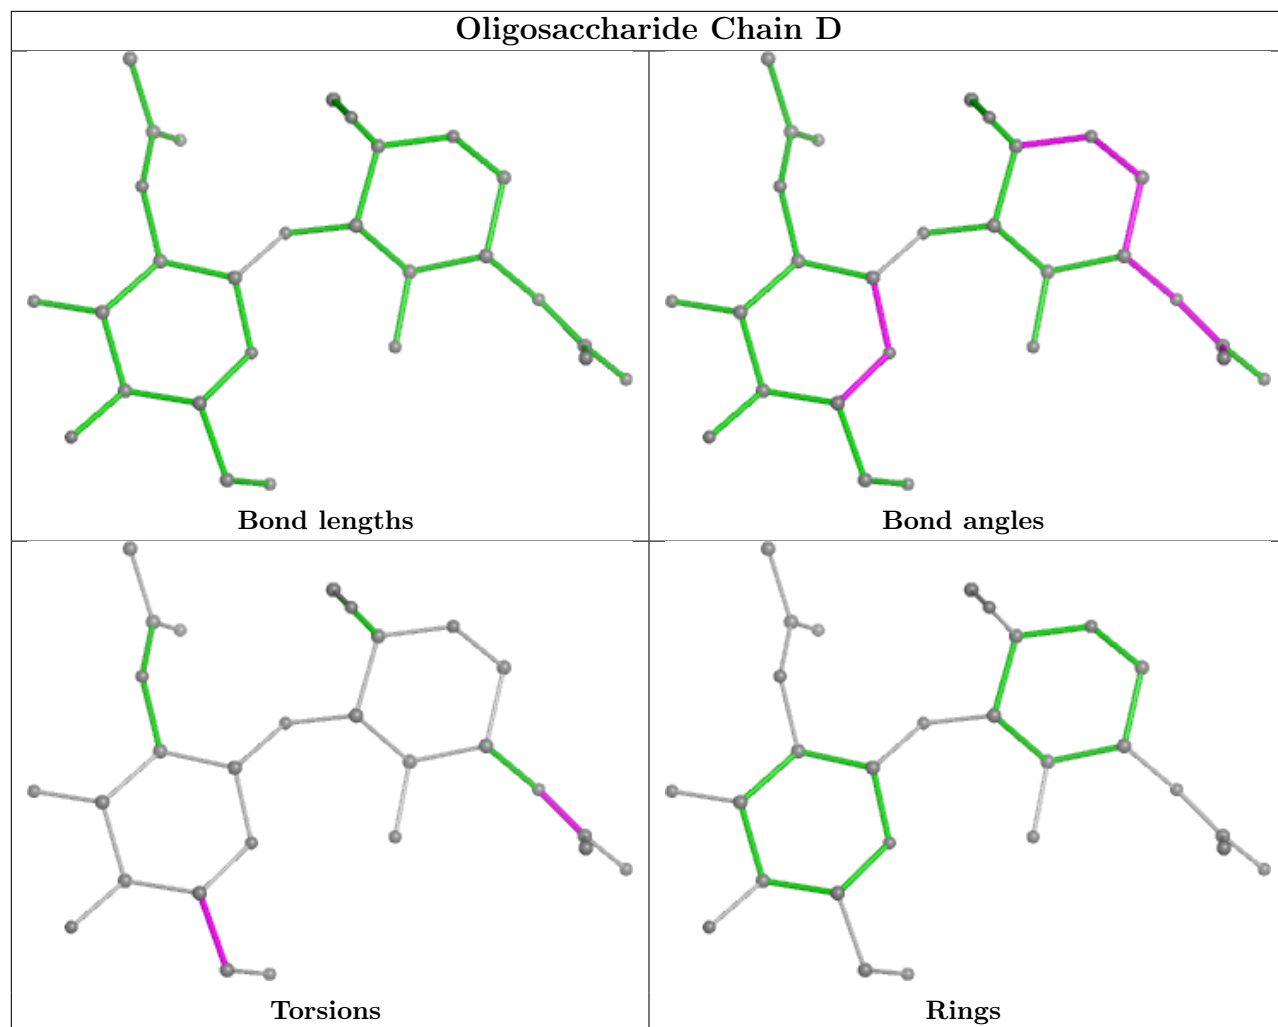 Oligosaccharide Chain D
Bond lengths
Bond angles
Torsions
Rings